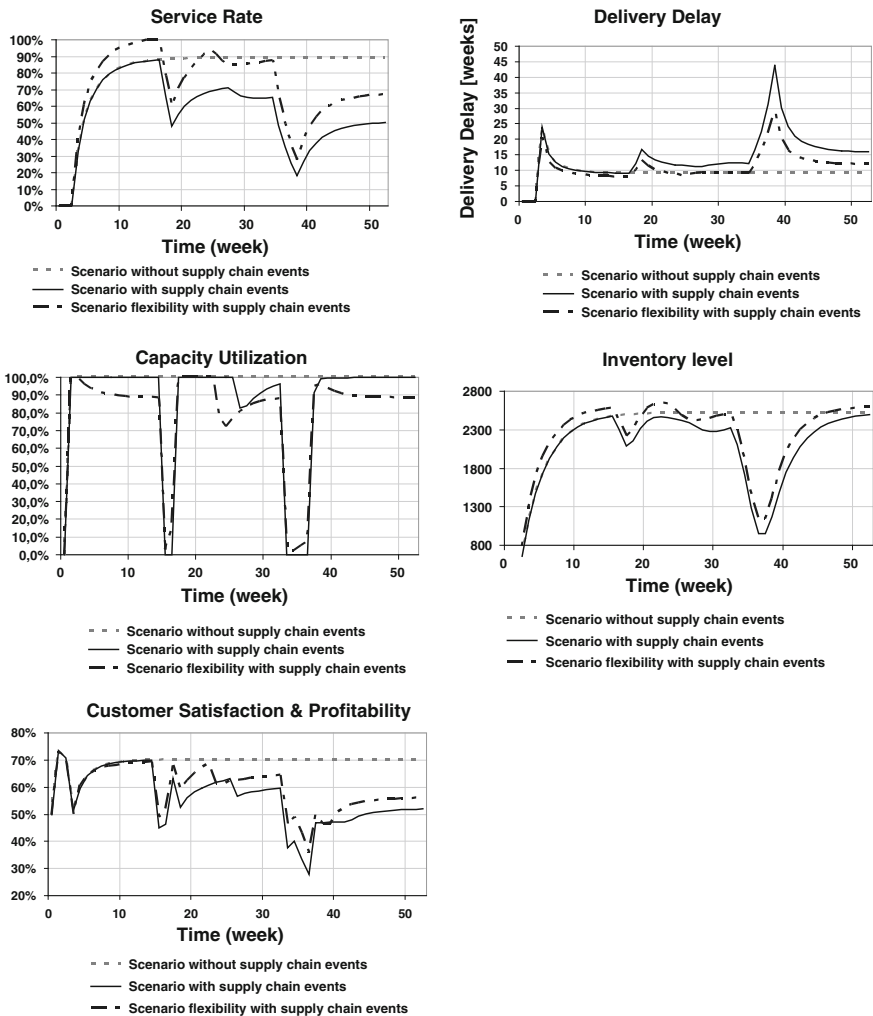 Service Rate
100%
90%
80%
70%
60%
50%
40%
30%
20%
10%
0%
0 10 20 30 40 50
Time (week)
Scenario without supply chain events
Scenario with supply chain events
Scenario flexibility with supply chain events
Delivery Delay
Delivery Delay [weeks]
50
45
40
35
30
25
20
15
10
5
0
0 10 20 30 40 50
Time (week)
Scenario without supply chain events
Scenario with supply chain events
Scenario flexibility with supply chain events
Capacity Utilization
100,0%
90,0%
80,0%
70,0%
60,0%
50,0%
40,0%
30,0%
20,0%
10,0%
0,0%
0 10 20 30 40 50
Time (week)
Scenario without supply chain events
Scenario with supply chain events
Scenario flexibility with supply chain events
Inventory level
2800
2300
1800
1300
800
0 10 20 30 40 50
Time (week)
Scenario without supply chain events
Scenario with supply chain events
Scenario flexibility with supply chain events
Customer Satisfaction & Profitability
80%
70%
60%
50%
40%
30%
20%
0 10 20 30 40 50
Time (week)
Scenario without supply chain events
Scenario with supply chain events
Scenario flexibility with supply chain events